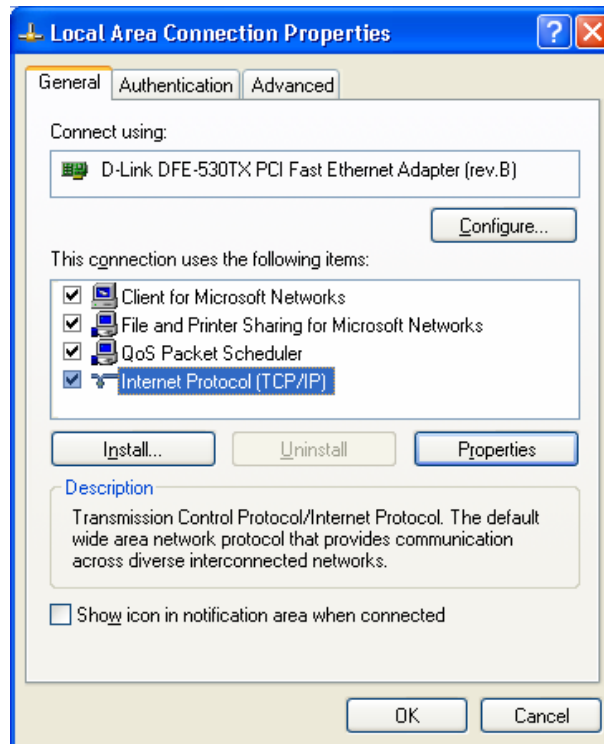 Local Area Connection Properties
General Authentication Advanced
Connect using:
D-Link DFE-530TX PCI Fast Ethernet Adapter (rev.B)
Configure...
This connection uses the following items:
Client for Microsoft Networks
File and Printer Sharing for Microsoft Networks
QoS Packet Scheduler
Internet Protocol (TCP/IP)
Install... Uninstall Properties
Description
Transmission Control Protocol/Internet Protocol. The default
wide area network protocol that provides communication
across diverse interconnected networks.
Show icon in notification area when connected
OK Cancel